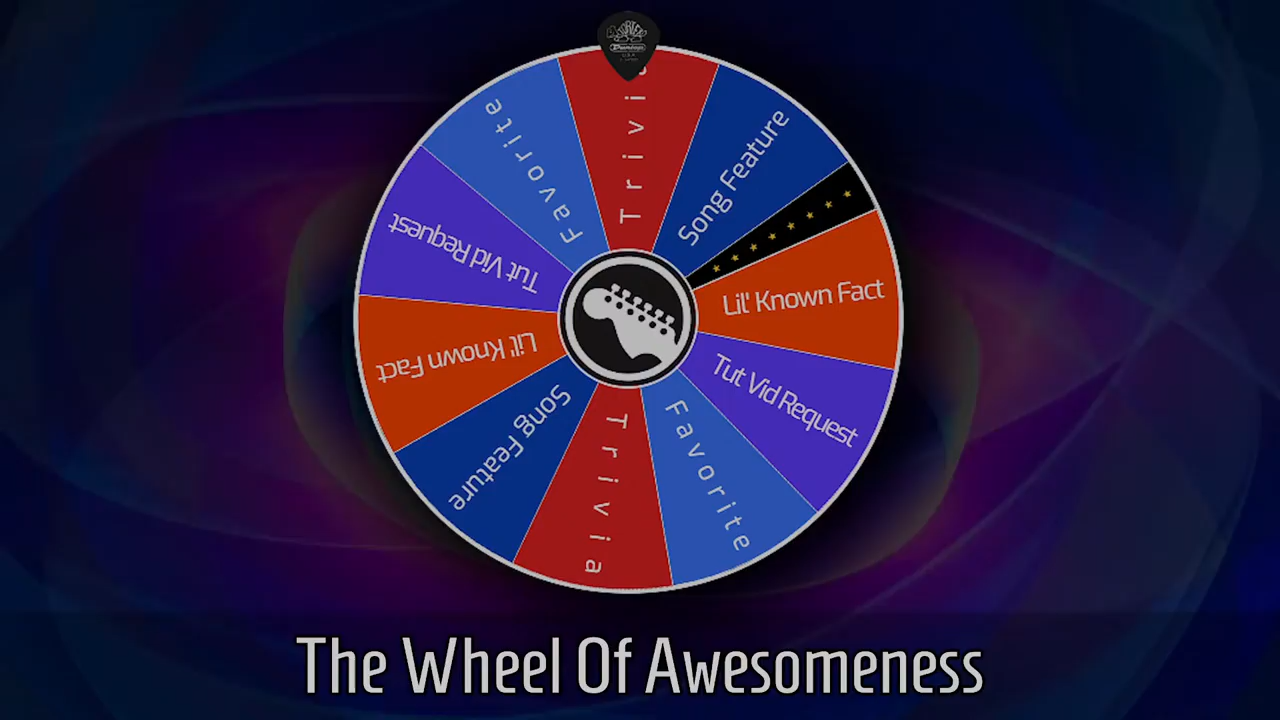 TORTEX
Trivia
Song Feature
Lil' Known Fact
Tut Vid Request
Favorite
Trivia
Song Feature
Lil' Known Fact
Tut Vid Request
Favorite
The Wheel Of Awesomeness